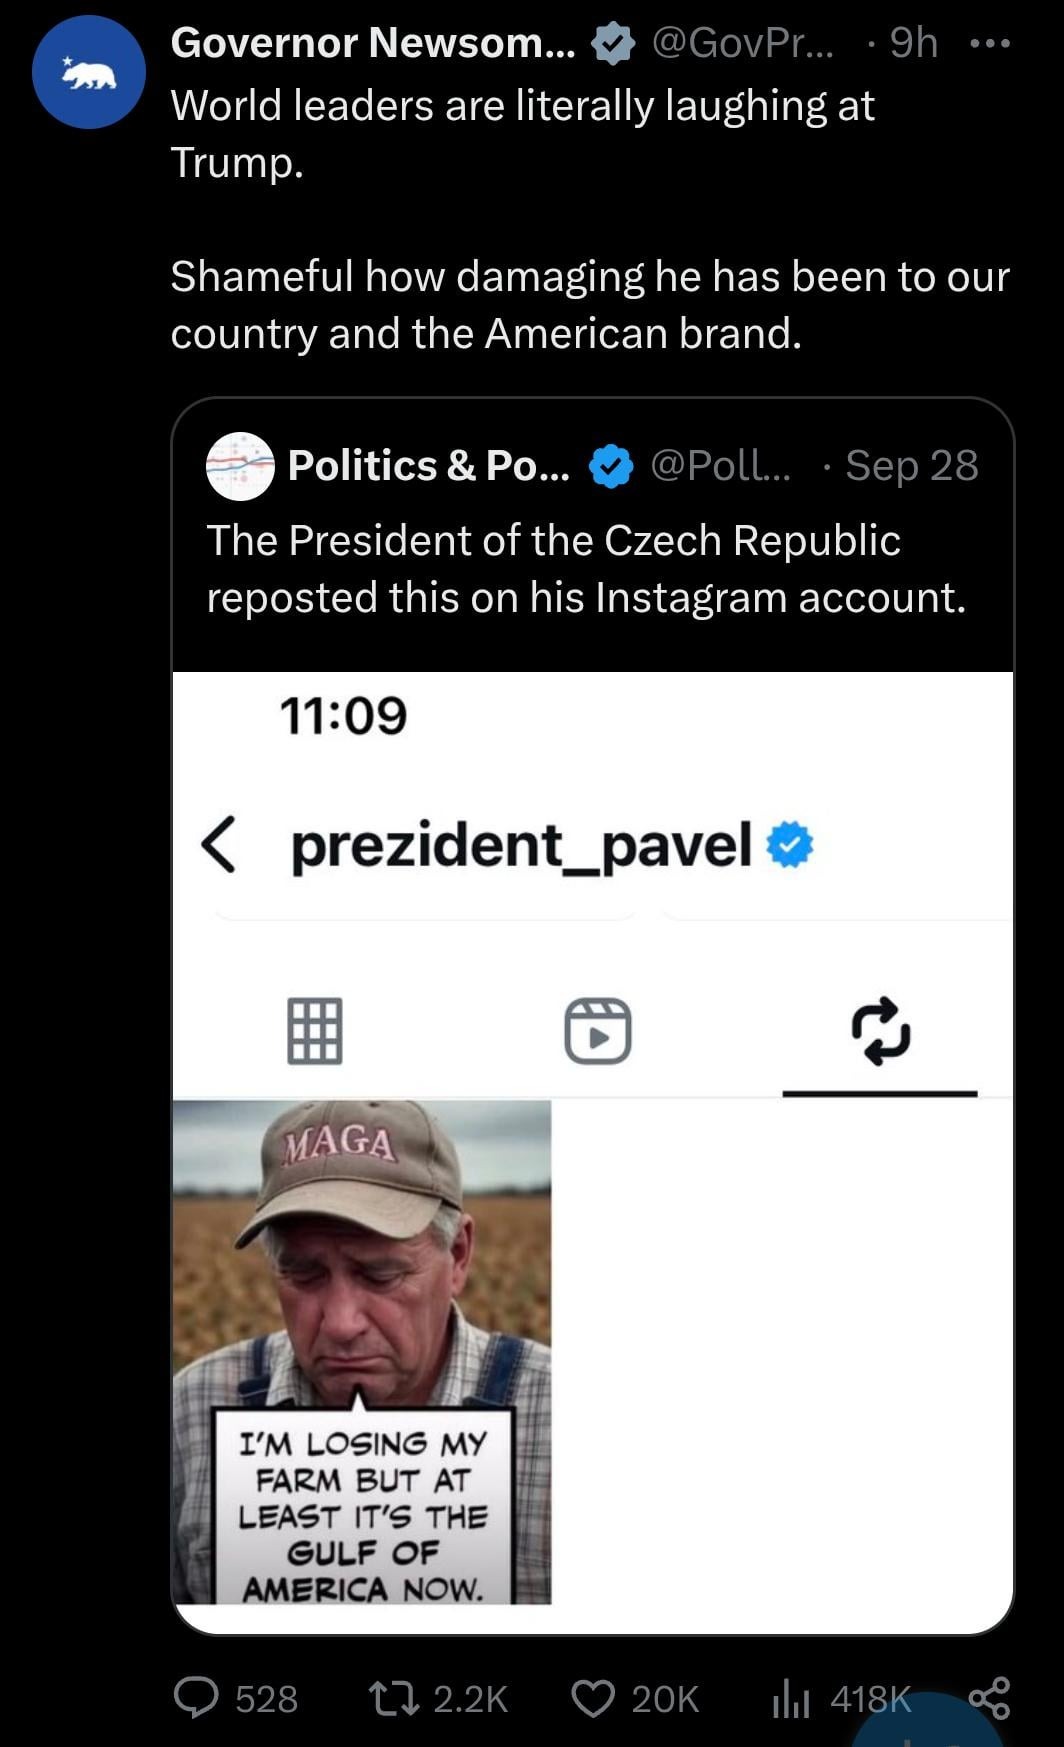 Governor Newsom... @GovPr... · 9h
World leaders are literally laughing at
Trump.
Shameful how damaging he has been to our
country and the American brand.
Politics & Po... @Poll... · Sep 28
The President of the Czech Republic
reposted this on his Instagram account.
11:09
prezident_pavel
MAGA
I'M LOSING MY
FARM BUT AT
LEAST IT'S THE
GULF OF
AMERICA NOW.
528 2.2K 20K 418K